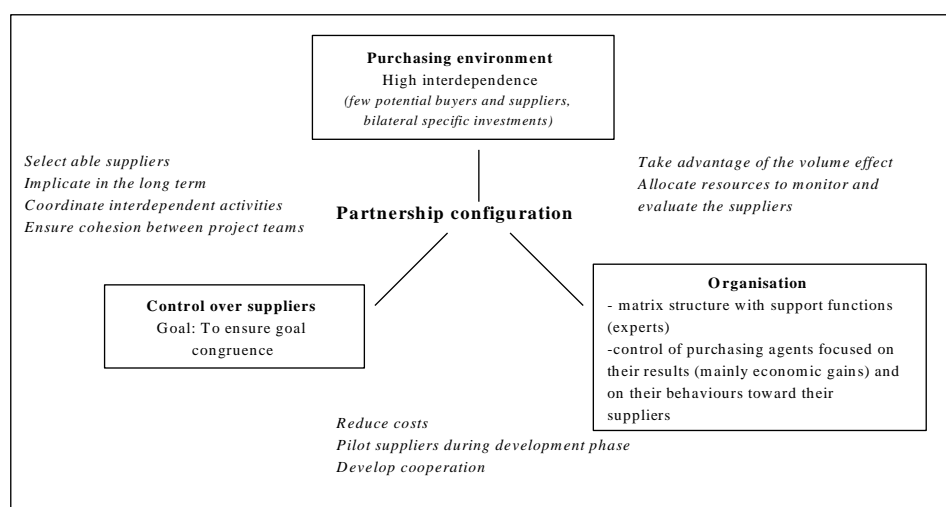 Purchasing environment
High interdependence
(few potential buyers and suppliers,
bilateral specific investments)
Select able suppliers
Implicate in the long term
Coordinate interdependent activities
Ensure cohesion between project teams
Take advantage of the volume effect
Allocate resources to monitor and
evaluate the suppliers
Partnership configuration
Control over suppliers
Goal: To ensure goal
congruence
Organisation
- matrix structure with support functions
(experts)
-control of purchasing agents focused on
their results (mainly economic gains) and
on their behaviours toward their
suppliers
Reduce costs
Pilot suppliers during development phase
Develop cooperation